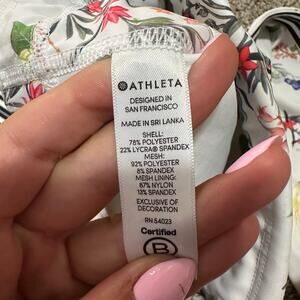 ATHLETA
DESIGNED IN
SAN FRANCISCO
MADE IN SRI LANKA
SHELL:
78% POLYESTER
22% LYCRA® SPANDEX
MESH:
92% POLYESTER
8% SPANDEX
MESH LINING:
87% NYLON
13% SPANDEX
EXCLUSIVE OF
DECORATION
RN 54023
Certified
B